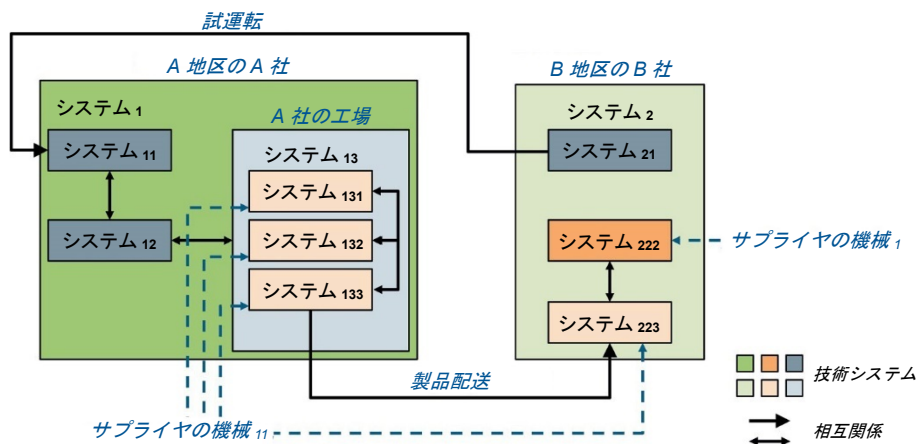 試運転
A 地区の A 社
B 地区の B 社
システム 1
A 社の工場
システム 2
システム 11
システム 13
システム 21
システム 131
システム 12
システム 132
システム 222
サプライヤの機械 1
システム 133
システム 223
製品配送
技術システム
サプライヤの機械 11
相互関係